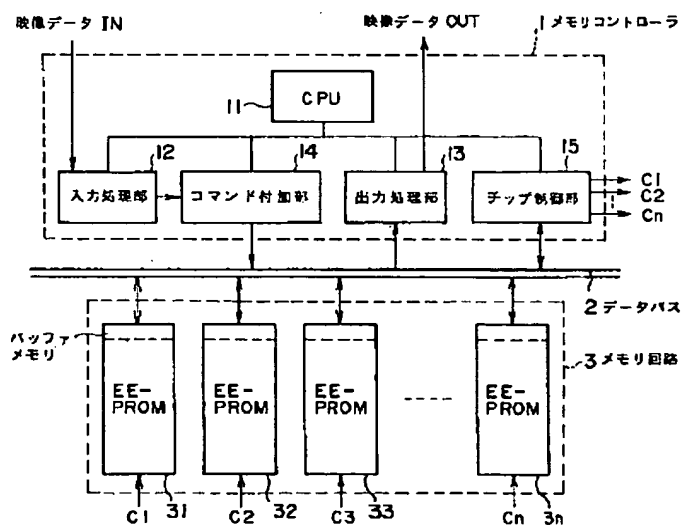 映像データ IN
映像データ OUT
1 メモリコントローラ
CPU
11
12
14
13
15
入力処理部
コマンド付加部
出力処理部
チップ制御部
C1
C2
Cn
2 データバス
バッファ
メモリ
EE-
PROM
EE-
PROM
EE-
PROM
EE-
PROM
3 メモリ回路
C1
31
C2
32
C3
33
Cn
3n